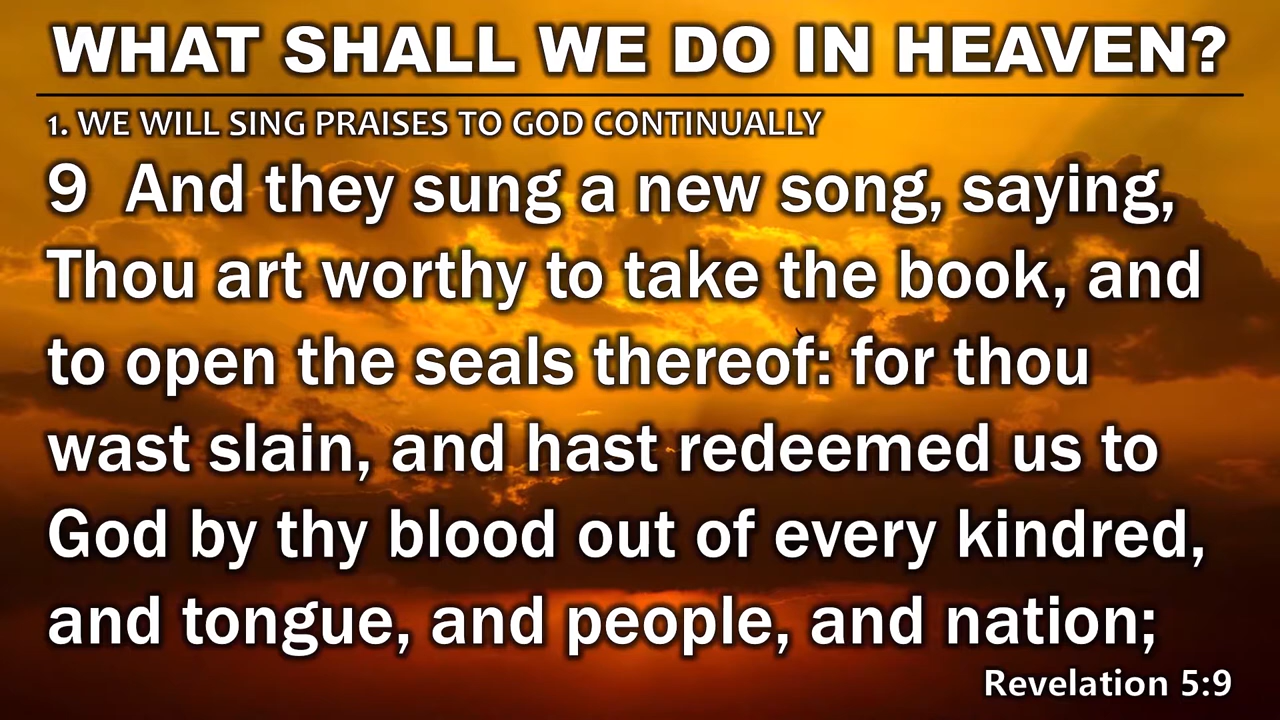 WHAT SHALL WE DO IN HEAVEN?
1. WE WILL SING PRAISES TO GOD CONTINUALLY
9  And they sung a new song, saying,
Thou art worthy to take the book, and
to open the seals thereof: for thou
wast slain, and hast redeemed us to
God by thy blood out of every kindred,
and tongue, and people, and nation;
Revelation 5:9